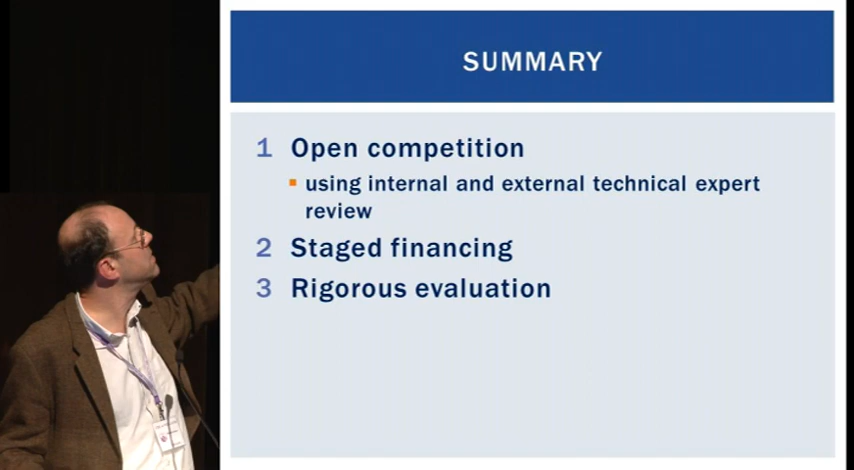 SUMMARY
1 Open competition
▪ using internal and external technical expert
review
2 Staged financing
3 Rigorous evaluation